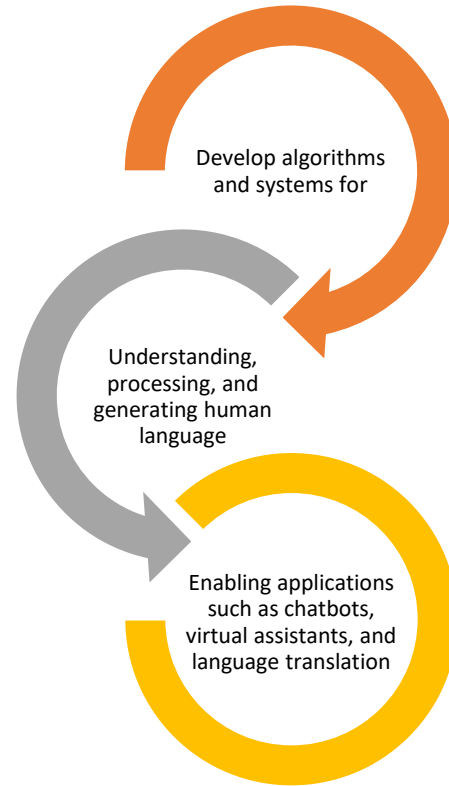 Develop algorithms
and systems for
Understanding,
processing, and
generating human
language
Enabling applications
such as chatbots,
virtual assistants, and
language translation